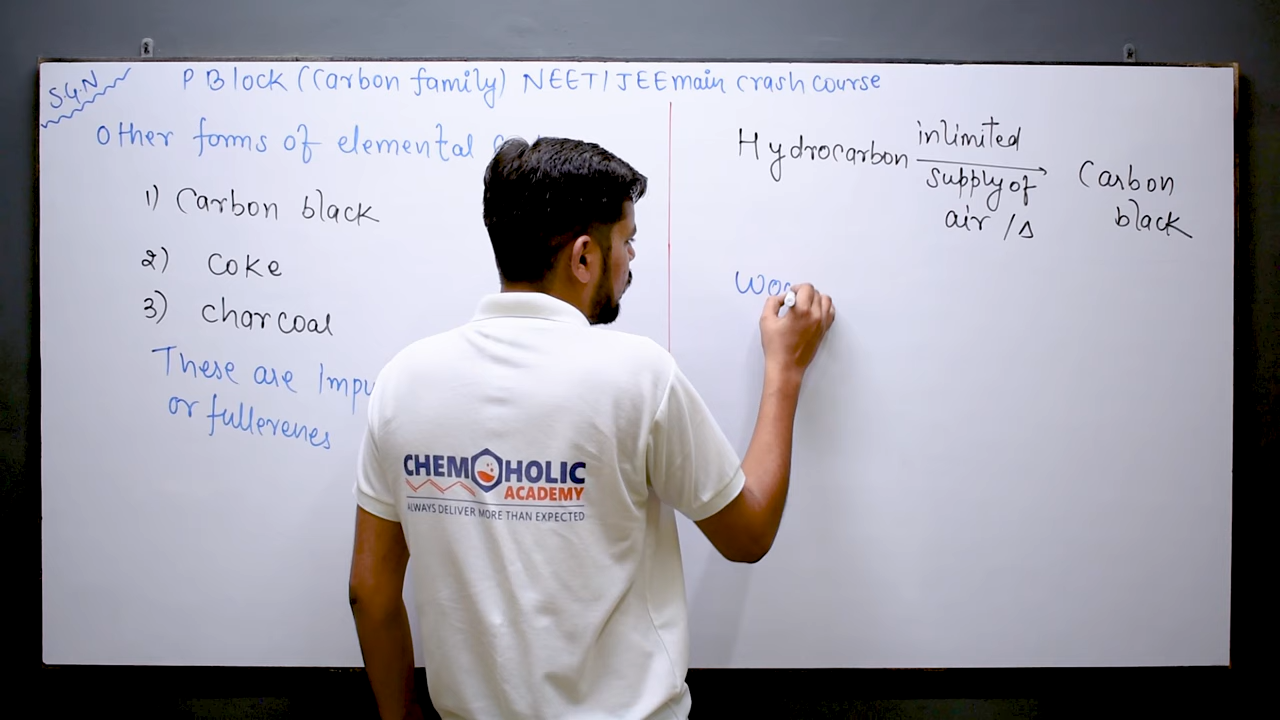 S.G.N
P Block (Carbon family) NEET/JEE main crash course
Other forms of elemental
1) Carbon black
2) Coke
3) Charcoal
These are
or fullerenes
Hydrocarbon inlimited supply of air /Δ Carbon black
CHEMOHOLIC
ACADEMY
ALWAYS DELIVER MORE THAN EXPECTED